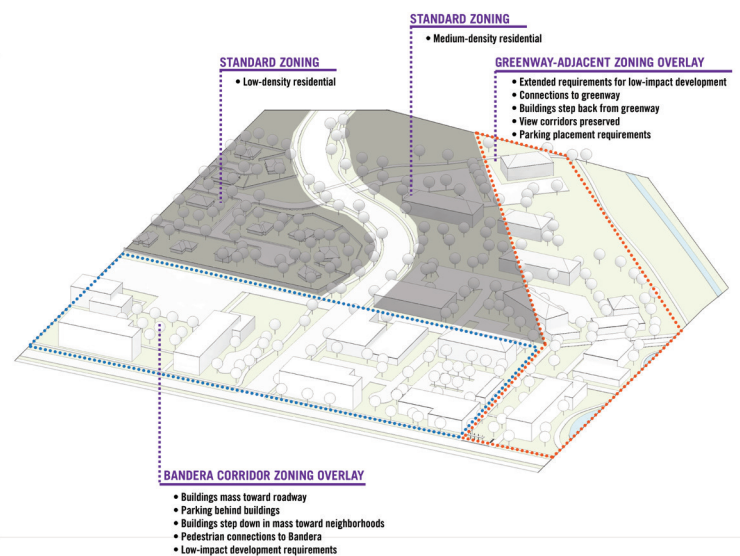 STANDARD ZONING
• Medium-density residential
STANDARD ZONING
• Low-density residential
GREENWAY-ADJACENT ZONING OVERLAY
• Extended requirements for low-impact development
• Connections to greenway
• Buildings step back from greenway
• View corridors preserved
• Parking placement requirements
BANDERA CORRIDOR ZONING OVERLAY
• Buildings mass toward roadway
• Parking behind buildings
• Buildings step down in mass toward neighborhoods
• Pedestrian connections to Bandera
• Low-impact development requirements